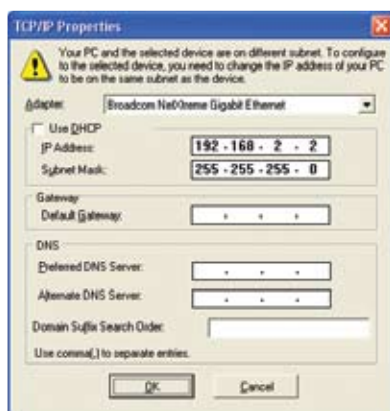 TCP/IP Properties
Your PC and the selected device are on different subnet. To configure
to the selected device, you need to change the IP address of your PC
to be on the same subnet as the device.
Adapter: Broadcom NetXtreme Gigabit Ethernet
Use DHCP
IP Address: 192 . 168 . 2 . 2
Subnet Mask: 255 . 255 . 255 . 0
Gateway
Default Gateway: . . .
DNS
Preferred DNS Server: . . .
Alternate DNS Server: . . .
Domain Suffix Search Order:
Use comma(,) to separate entries.
OK Cancel